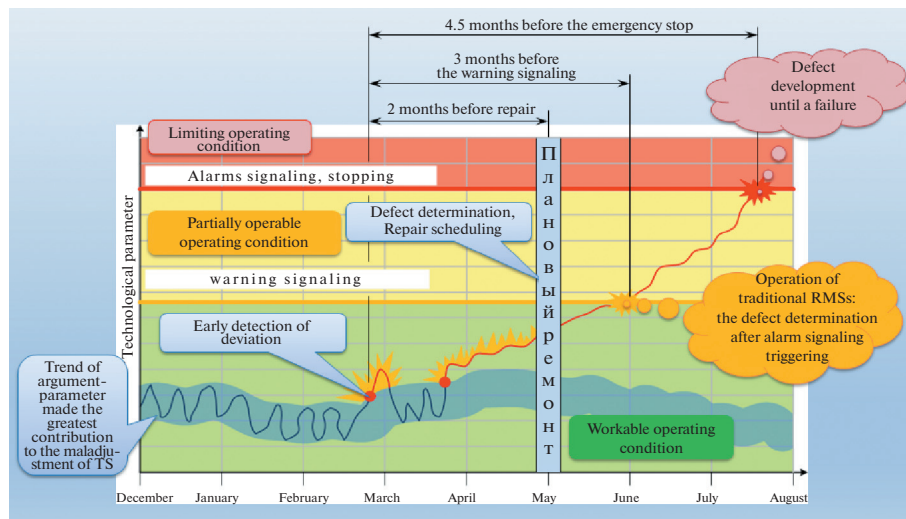 4.5 months before the emergency stop
3 months before
the warning signaling
2 months before repair
Defect
development
until a failure
Limiting operating
condition
Alarms signaling, stopping
Technological parameter
Partially operable
operating condition
Defect determination,
Repair scheduling
Плановый ремонт
warning signaling
Operation of
traditional RMSs:
the defect determination
after alarm signaling
triggering
Early detection of
deviation
Trend of
argument-
parameter
made the
greatest
contribution
to the maladju-
stment of TS
Workable operating
condition
December January February March April May June July August